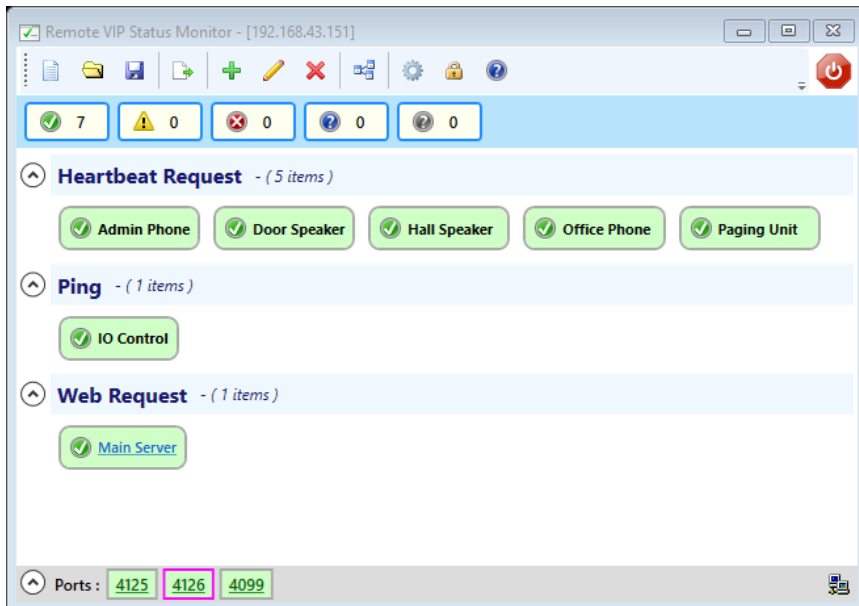 Remote VIP Status Monitor - [192.168.43.151]
7 0 0 0 0
Heartbeat Request - ( 5 items )
Admin Phone Door Speaker Hall Speaker Office Phone Paging Unit
Ping - ( 1 items )
IO Control
Web Request - ( 1 items )
Main Server
Ports : 4125 4126 4099